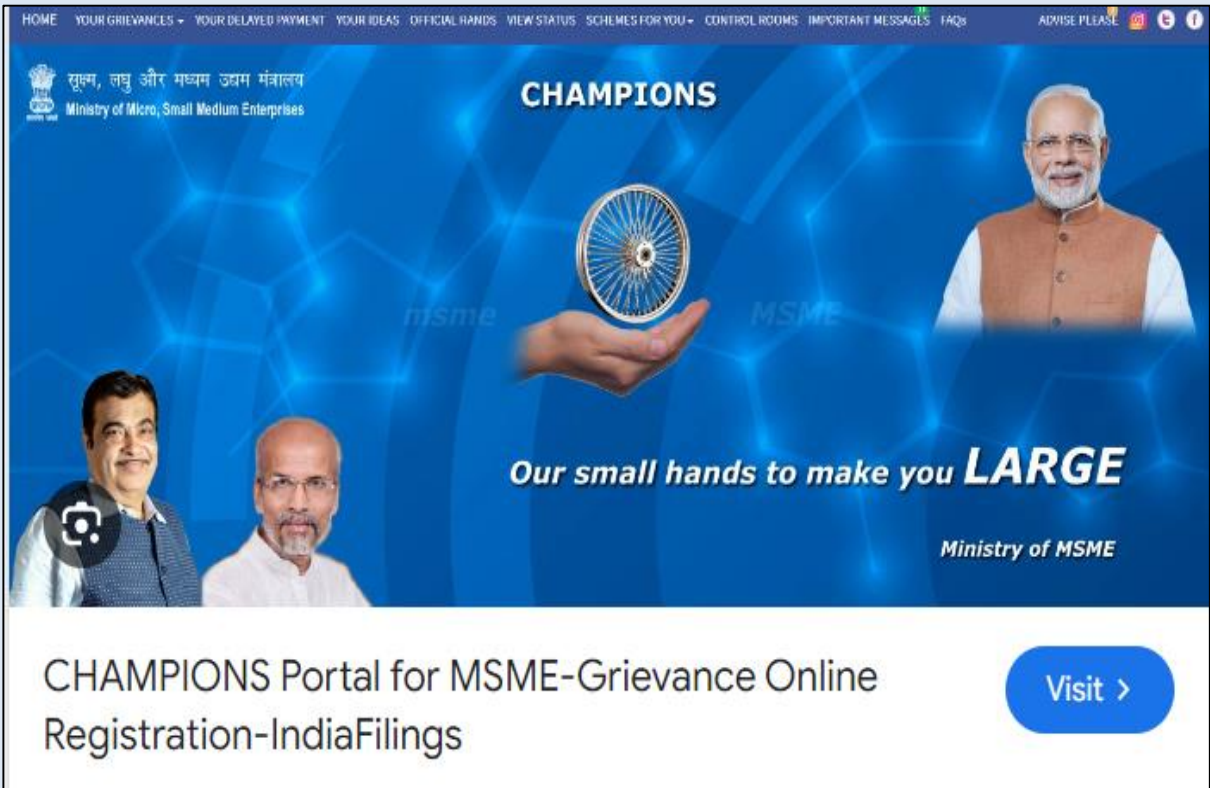 HOME YOUR GRIEVANCES YOUR DELAYED PAYMENT YOUR IDEAS OFFICIAL HANDS VIEW STATUS SCHEMES FOR YOU CONTROL ROOMS IMPORTANT MESSAGES FAQs ADVISE PLEASE
सूक्ष्म, लघु और मध्यम उद्यम मंत्रालय
Ministry of Micro, Small Medium Enterprises
CHAMPIONS
msme MSME
Our small hands to make you LARGE
Ministry of MSME
CHAMPIONS Portal for MSME-Grievance Online
Registration-IndiaFilings
Visit >